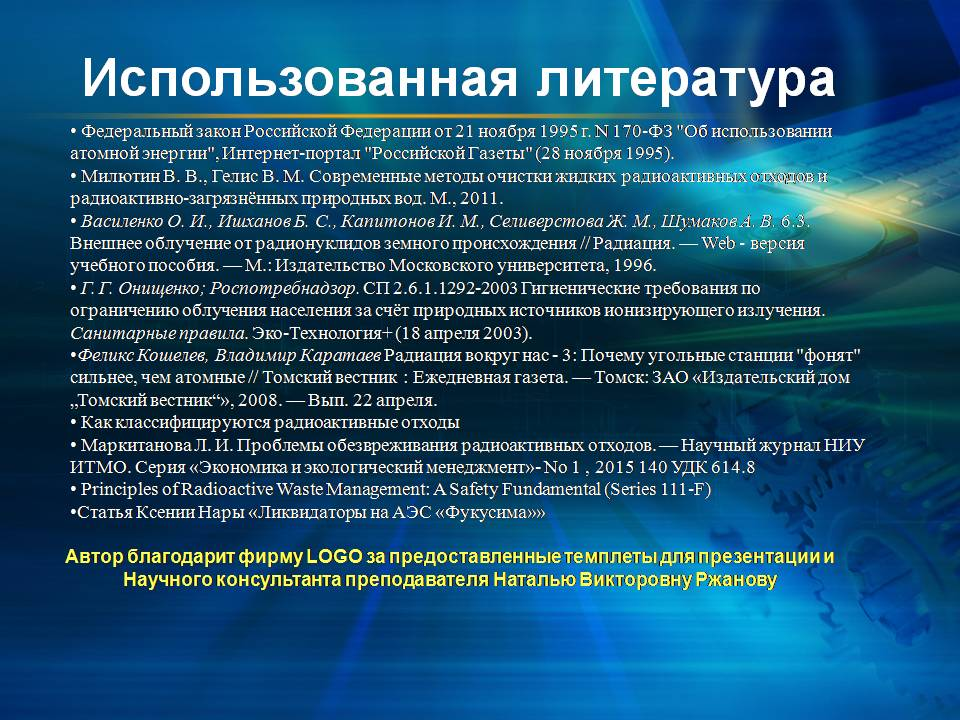 Использованная литература
• Федеральный закон Российской Федерации от 21 ноября 1995 г. N 170-ФЗ "Об использовании
атомной энергии", Интернет-портал "Российской Газеты" (28 ноября 1995).
• Милютин В. В., Гелис В. М. Современные методы очистки жидких радиоактивных отходов и
радиоактивно-загрязнённых природных вод. М., 2011.
• Василенко О. И., Ишханов Б. С., Капитонов И. М., Селиверстова Ж. М., Шумаков А. В. 6.3.
Внешнее облучение от радионуклидов земного происхождения // Радиация. — Web - версия
учебного пособия. — М.: Издательство Московского университета, 1996.
• Г. Г. Онищенко; Роспотребнадзор. СП 2.6.1.1292-2003 Гигиенические требования по
ограничению облучения населения за счёт природных источников ионизирующего излучения.
Санитарные правила. Эко-Технология+ (18 апреля 2003).
•Феликс Кошелев, Владимир Каратаев Радиация вокруг нас - 3: Почему угольные станции "фонят"
сильнее, чем атомные // Томский вестник : Ежедневная газета. — Томск: ЗАО «Издательский дом
„Томский вестник“», 2008. — Вып. 22 апреля.
• Как классифицируются радиоактивные отходы
• Маркитанова Л. И. Проблемы обезвреживания радиоактивных отходов. — Научный журнал НИУ
ИТМО. Серия «Экономика и экологический менеджмент»- No 1 , 2015 140 УДК 614.8
• Principles of Radioactive Waste Management: A Safety Fundamental (Series 111-F)
•Статья Ксении Нары «Ликвидаторы на АЭС «Фукусима»»
Автор благодарит фирму LOGO за предоставленные темплеты для презентации и
Научного консультанта преподавателя Наталью Викторовну Ржанову